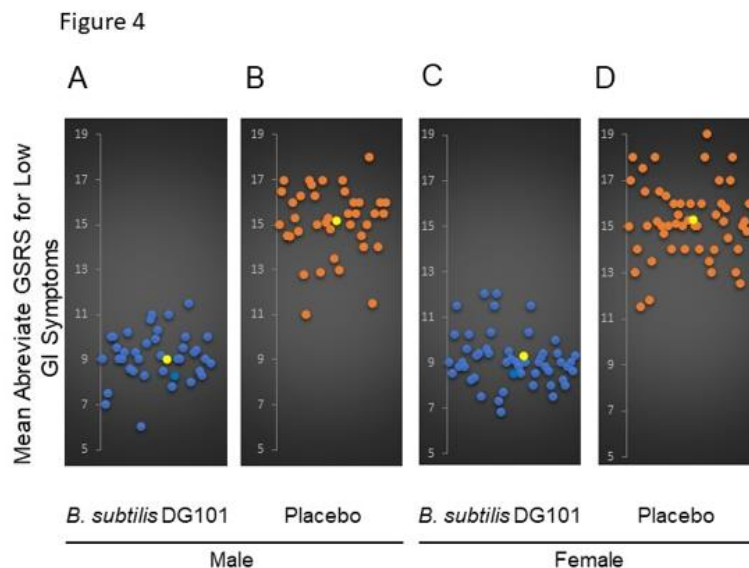 Figure 4
A B C D
Mean Abreviate GSRS for Low
GI Symptoms
19 19 19 19
17 17 17 17
15 15 15 15
13 13 13 13
11 11 11 11
9 9 9 9
7 7 7 7
5 5 5 5
B. subtilis DG101 Placebo B. subtilis DG101 Placebo
Male Female